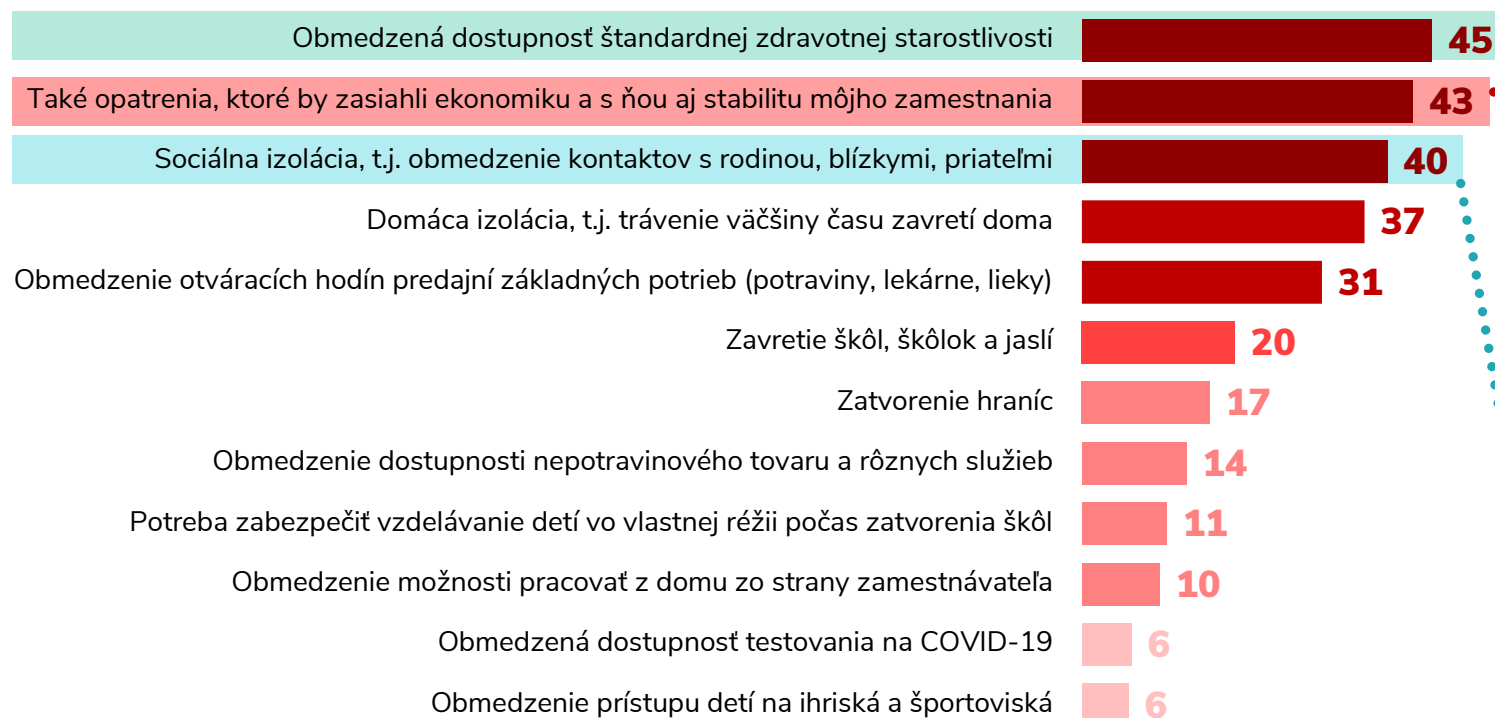 Obmedzená dostupnosť štandardnej zdravotnej starostlivosti 45
Také opatrenia, ktoré by zasiahli ekonomiku a s ňou aj stabilitu môjho zamestnania 43
Sociálna izolácia, t.j. obmedzenie kontaktov s rodinou, blízkymi, priateľmi 40
Domáca izolácia, t.j. trávenie väčšiny času zavretí doma 37
Obmedzenie otváracích hodín predajní základných potrieb (potraviny, lekárne, lieky) 31
Zavretie škôl, škôlok a jaslí 20
Zatvorenie hraníc 17
Obmedzenie dostupnosti nepotravinového tovaru a rôznych služieb 14
Potreba zabezpečiť vzdelávanie detí vo vlastnej réžii počas zatvorenia škôl 11
Obmedzenie možnosti pracovať z domu zo strany zamestnávateľa 10
Obmedzená dostupnosť testovania na COVID-19 6
Obmedzenie prístupu detí na ihriská a športoviská 6